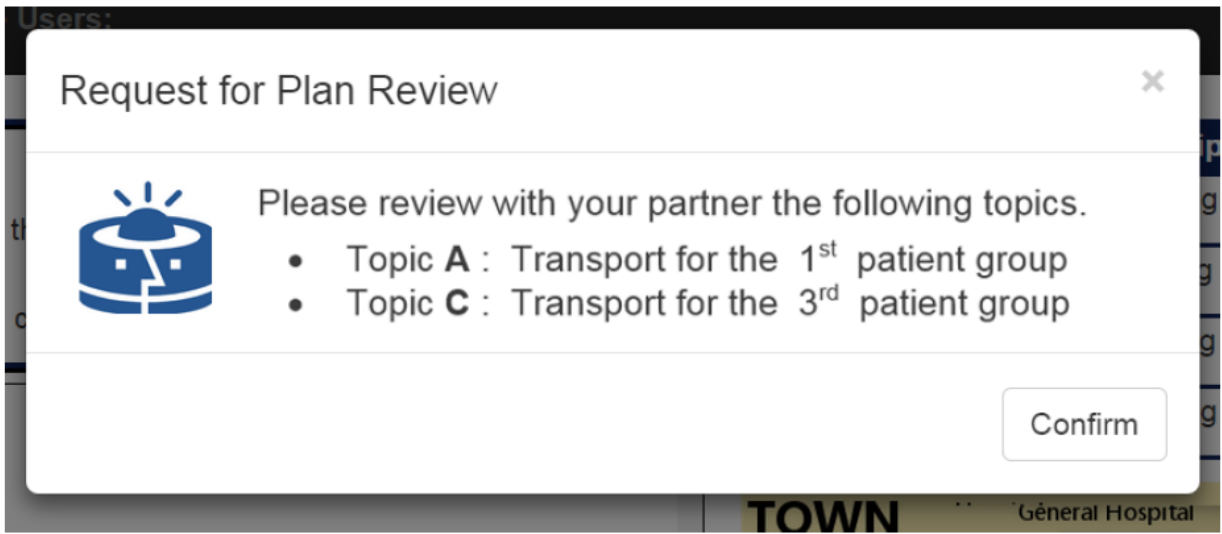 Users:
Request for Plan Review
×
Please review with your partner the following topics.
• Topic A : Transport for the 1st patient group
• Topic C : Transport for the 3rd patient group
Confirm
TOWN
General Hospital